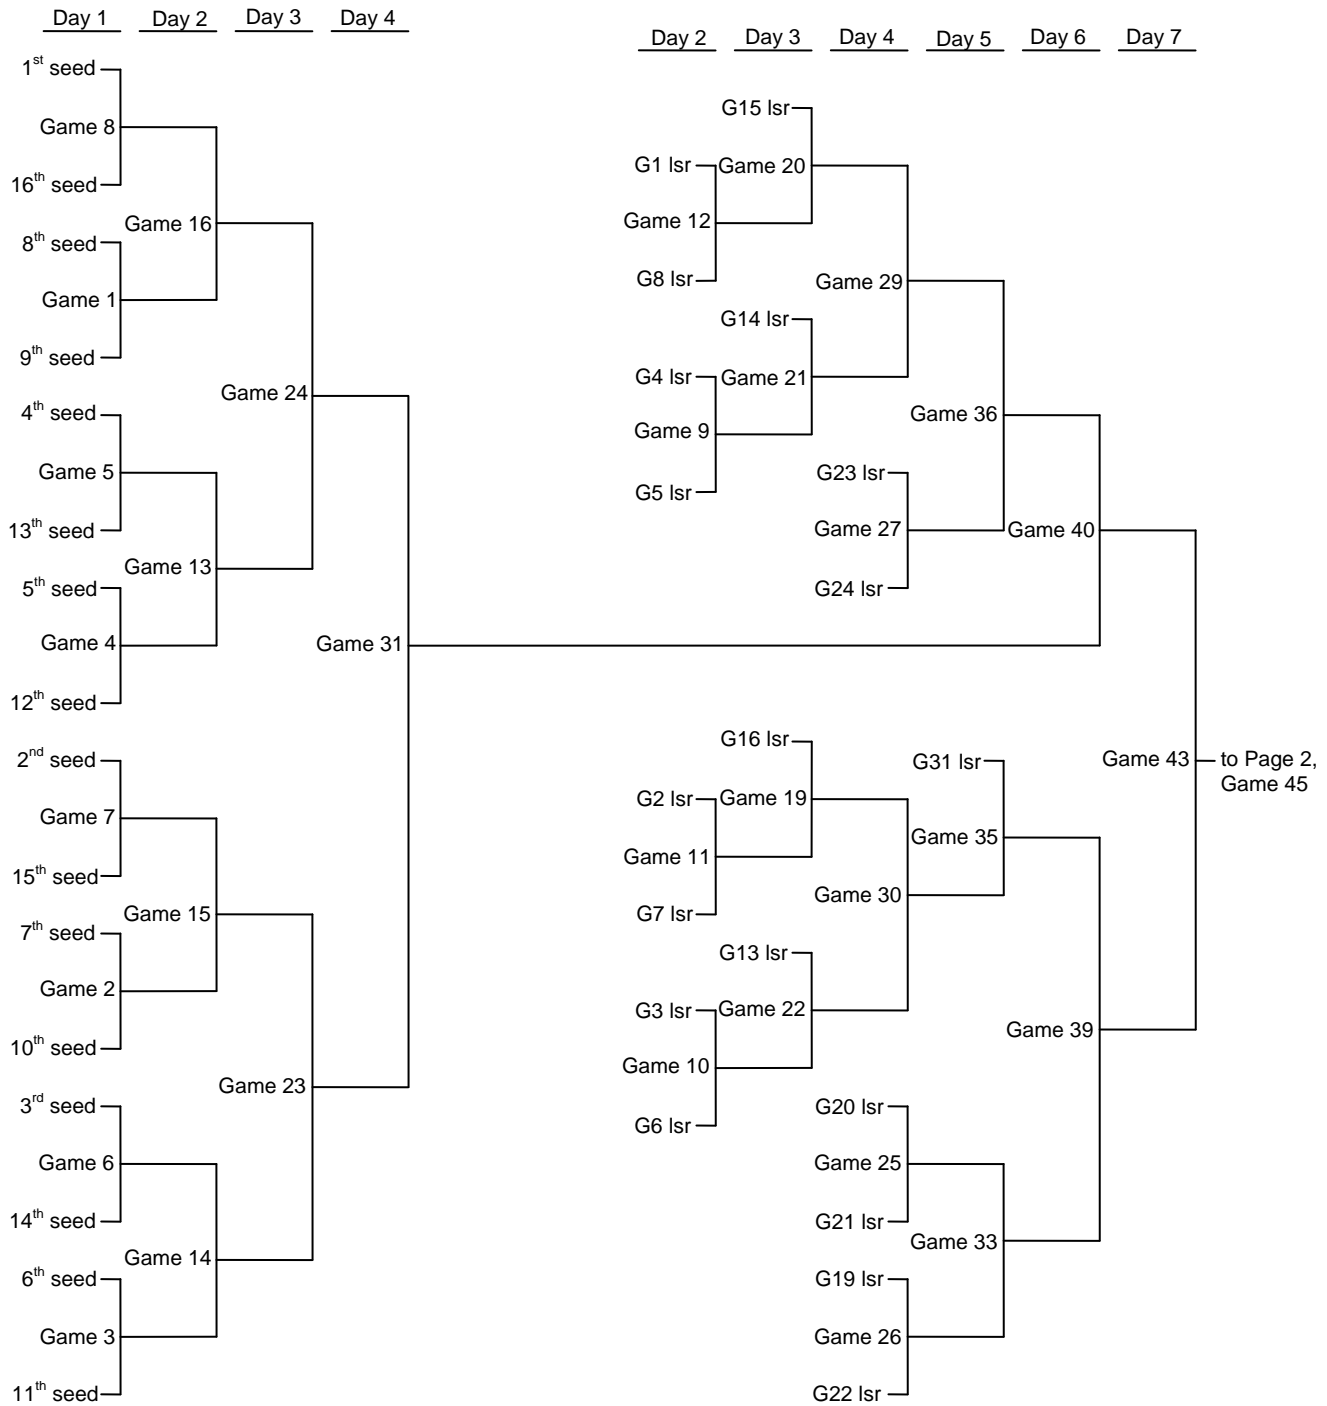 Day 1
Day 2
Day 3
Day 4
1st seed
Game 8
16th seed
Game 16
8th seed
Game 1
9th seed
Game 24
4th seed
Game 5
13th seed
Game 13
5th seed
Game 4
12th seed
Game 31
2nd seed
Game 7
15th seed
Game 15
7th seed
Game 2
10th seed
Game 23
3rd seed
Game 6
14th seed
Game 14
6th seed
Game 3
11th seed
Day 2
Day 3
Day 4
Day 5
Day 6
Day 7
G15 lsr
G1 lsr
Game 20
Game 12
G8 lsr
Game 29
G14 lsr
G4 lsr
Game 21
Game 9
G5 lsr
Game 36
G23 lsr
Game 27
G24 lsr
Game 40
G16 lsr
G2 lsr
Game 19
Game 11
G7 lsr
G31 lsr
Game 35
Game 30
G13 lsr
G3 lsr
Game 22
Game 10
G6 lsr
Game 39
G20 lsr
Game 25
G21 lsr
Game 33
G19 lsr
Game 26
G22 lsr
Game 43
to Page 2,
Game 45